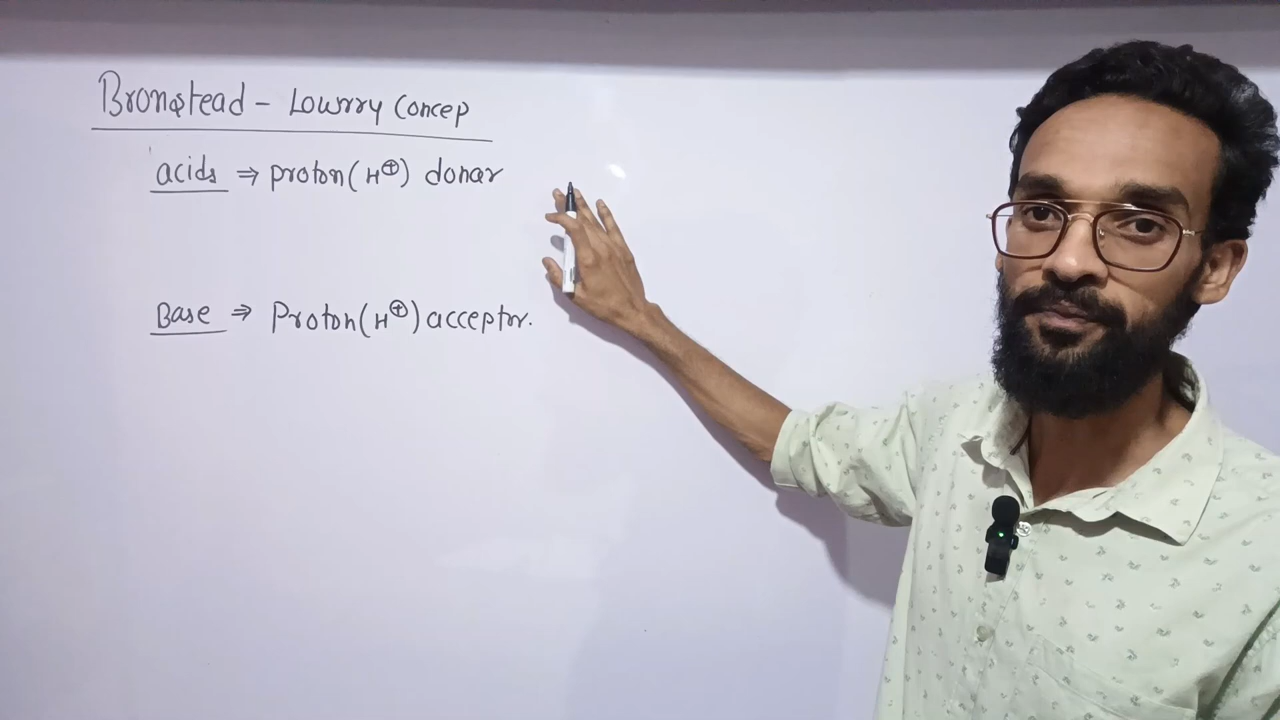 Bronstead - Lowrry Concep
acids ⇒ proton(H⊕) donar
Base ⇒ Proton(H⊕) acceptor.